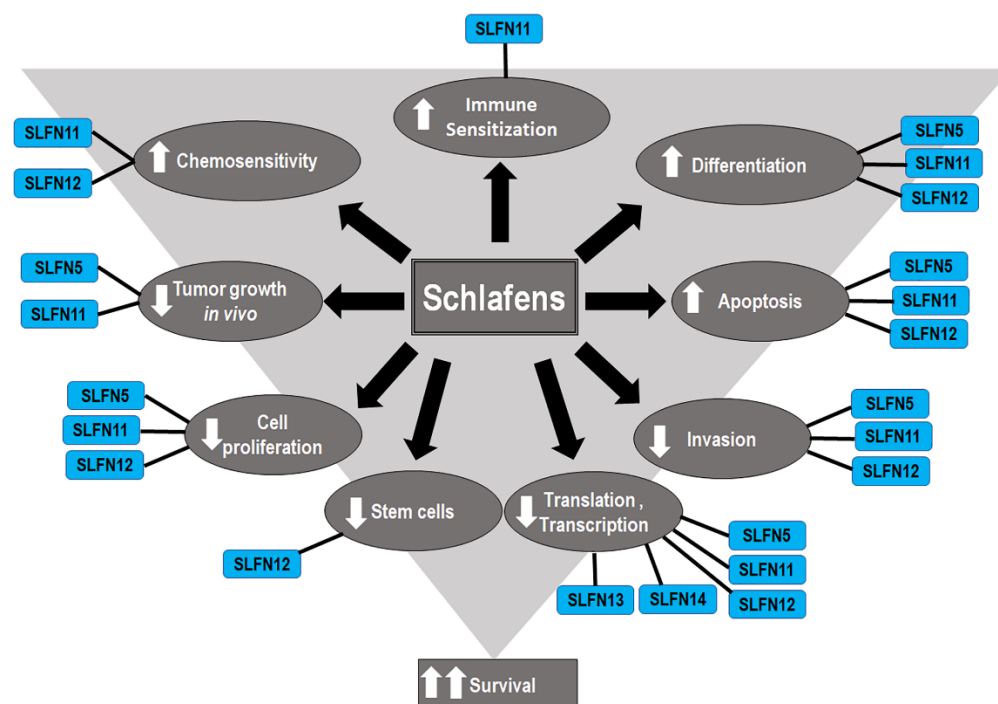 SLFN11
Immune
Sensitization
SLFN11
SLFN12
Chemosensitivity
Differentiation
SLFN5
SLFN11
SLFN12
SLFN5
SLFN11
Tumor growth
in vivo
Schlafens
Apoptosis
SLFN5
SLFN11
SLFN12
SLFN5
SLFN11
SLFN12
Cell
proliferation
Invasion
SLFN5
SLFN11
SLFN12
Stem cells
SLFN12
Translation ,
Transcription
SLFN5
SLFN11
SLFN12
SLFN13
SLFN14
Survival